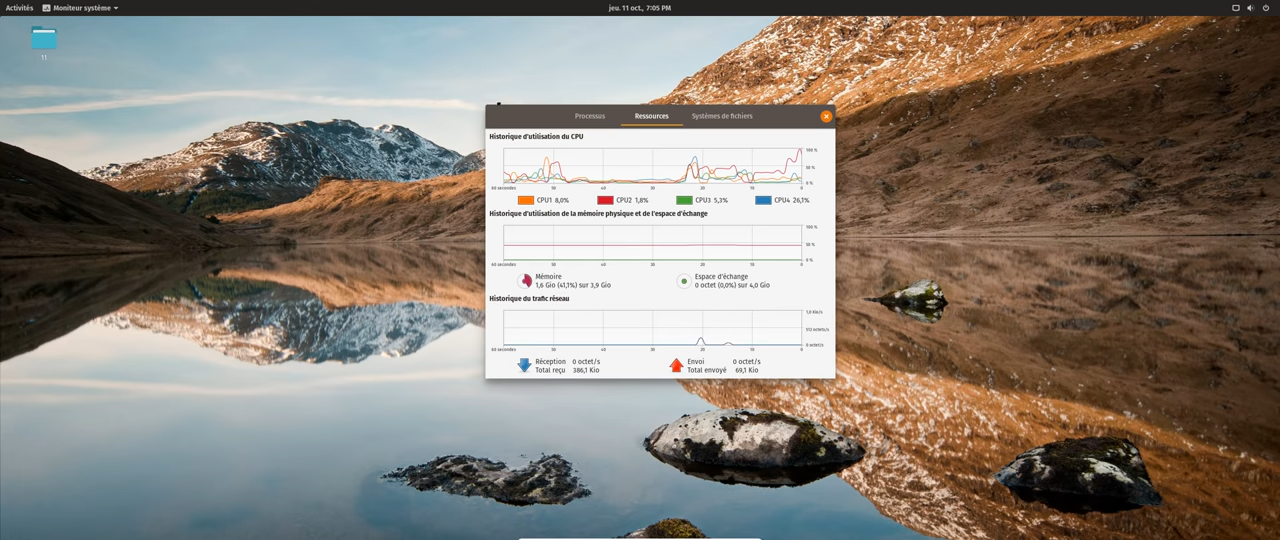 Activités Moniteur système jeu. 11 oct., 7:05 PM
11
Processus Ressources Systèmes de fichiers
Historique d'utilisation du CPU
100 %
50 %
0 %
60 secondes 50 40 30 20 10 0
CPU1 8,0% CPU2 1,8% CPU3 5,3% CPU4 26,1%
Historique d'utilisation de la mémoire physique et de l'espace d'échange
100 %
50 %
0 %
60 secondes 50 40 30 20 10 0
Mémoire Espace d'échange
1,6 Gio (41,1%) sur 3,9 Gio 0 octet (0,0%) sur 4,0 Gio
Historique du trafic réseau
1,0 Kio/s
512 octets/s
0 octet/s
60 secondes 50 40 30 20 10 0
Réception 0 octet/s Envoi 0 octet/s
Total reçu 386,1 Kio Total envoyé 69,1 Kio